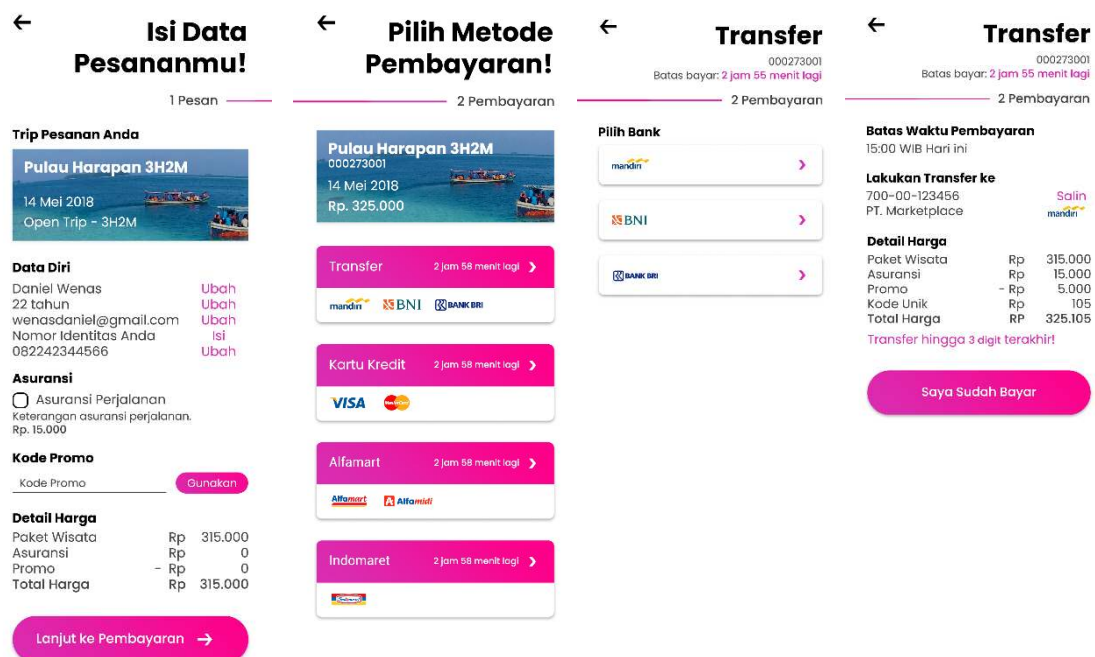 Isi Data
Pesananmu!
1 Pesan
Trip Pesanan Anda
Pulau Harapan 3H2M
14 Mei 2018
Open Trip - 3H2M
Data Diri
Daniel Wenas Ubah
22 tahun Ubah
wenasdaniel@gmail.com Ubah
Nomor Identitas Anda Isi
082242344566 Ubah
Asuransi
Asuransi Perjalanan
Keterangan asuransi perjalanan.
Rp. 15.000
Kode Promo
Kode Promo Gunakan
Detail Harga
Paket Wisata Rp 315.000
Asuransi Rp 0
Promo - Rp 0
Total Harga Rp 315.000
Lanjut ke Pembayaran →
Pilih Metode
Pembayaran!
2 Pembayaran
Pulau Harapan 3H2M
000273001
14 Mei 2018
Rp. 325.000
Transfer 2 jam 58 menit lagi
mandiri BNI BANK BRI
Kartu Kredit 2 jam 58 menit lagi
VISA MasterCard
Alfamart 2 jam 58 menit lagi
Alfamart Alfamidi
Indomaret 2 jam 58 menit lagi
Indomaret
Transfer
000273001
Batas bayar: 2 jam 55 menit lagi
2 Pembayaran
Pilih Bank
mandiri
BNI
BANK BRI
Transfer
000273001
Batas bayar: 2 jam 55 menit lagi
2 Pembayaran
Batas Waktu Pembayaran
15:00 WIB Hari ini
Lakukan Transfer ke
700-00-123456 Salin
PT. Marketplace mandiri
Detail Harga
Paket Wisata Rp 315.000
Asuransi Rp 15.000
Promo - Rp 5.000
Kode Unik Rp 105
Total Harga RP 325.105
Transfer hingga 3 digit terakhir!
Saya Sudah Bayar